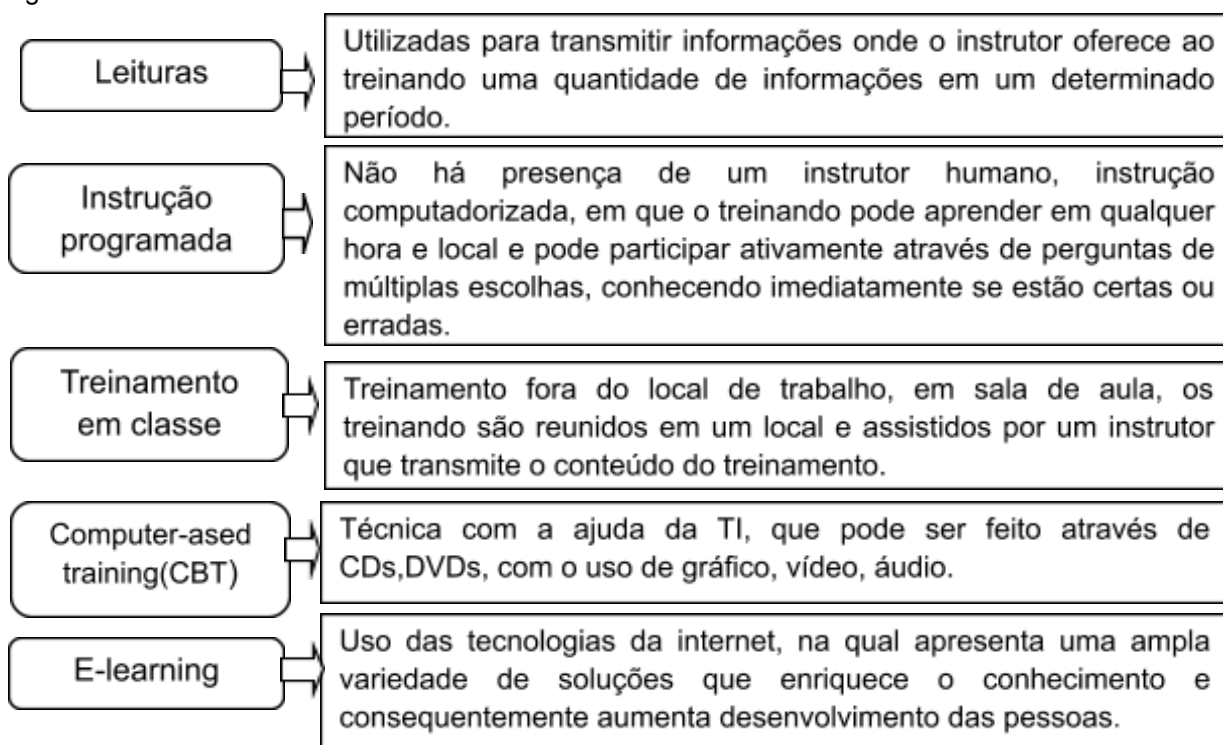 Leituras
Utilizadas para transmitir informações onde o instrutor oferece ao
treinando uma quantidade de informações em um determinado
período.
Instrução
programada
Não há presença de um instrutor humano, instrução
computadorizada, em que o treinando pode aprender em qualquer
hora e local e pode participar ativamente através de perguntas de
múltiplas escolhas, conhecendo imediatamente se estão certas ou
erradas.
Treinamento
em classe
Treinamento fora do local de trabalho, em sala de aula, os
treinando são reunidos em um local e assistidos por um instrutor
que transmite o conteúdo do treinamento.
Computer-ased
training(CBT)
Técnica com a ajuda da TI, que pode ser feito através de
CDs,DVDs, com o uso de gráfico, vídeo, áudio.
E-learning
Uso das tecnologias da internet, na qual apresenta uma ampla
variedade de soluções que enriquece o conhecimento e
consequentemente aumenta desenvolvimento das pessoas.